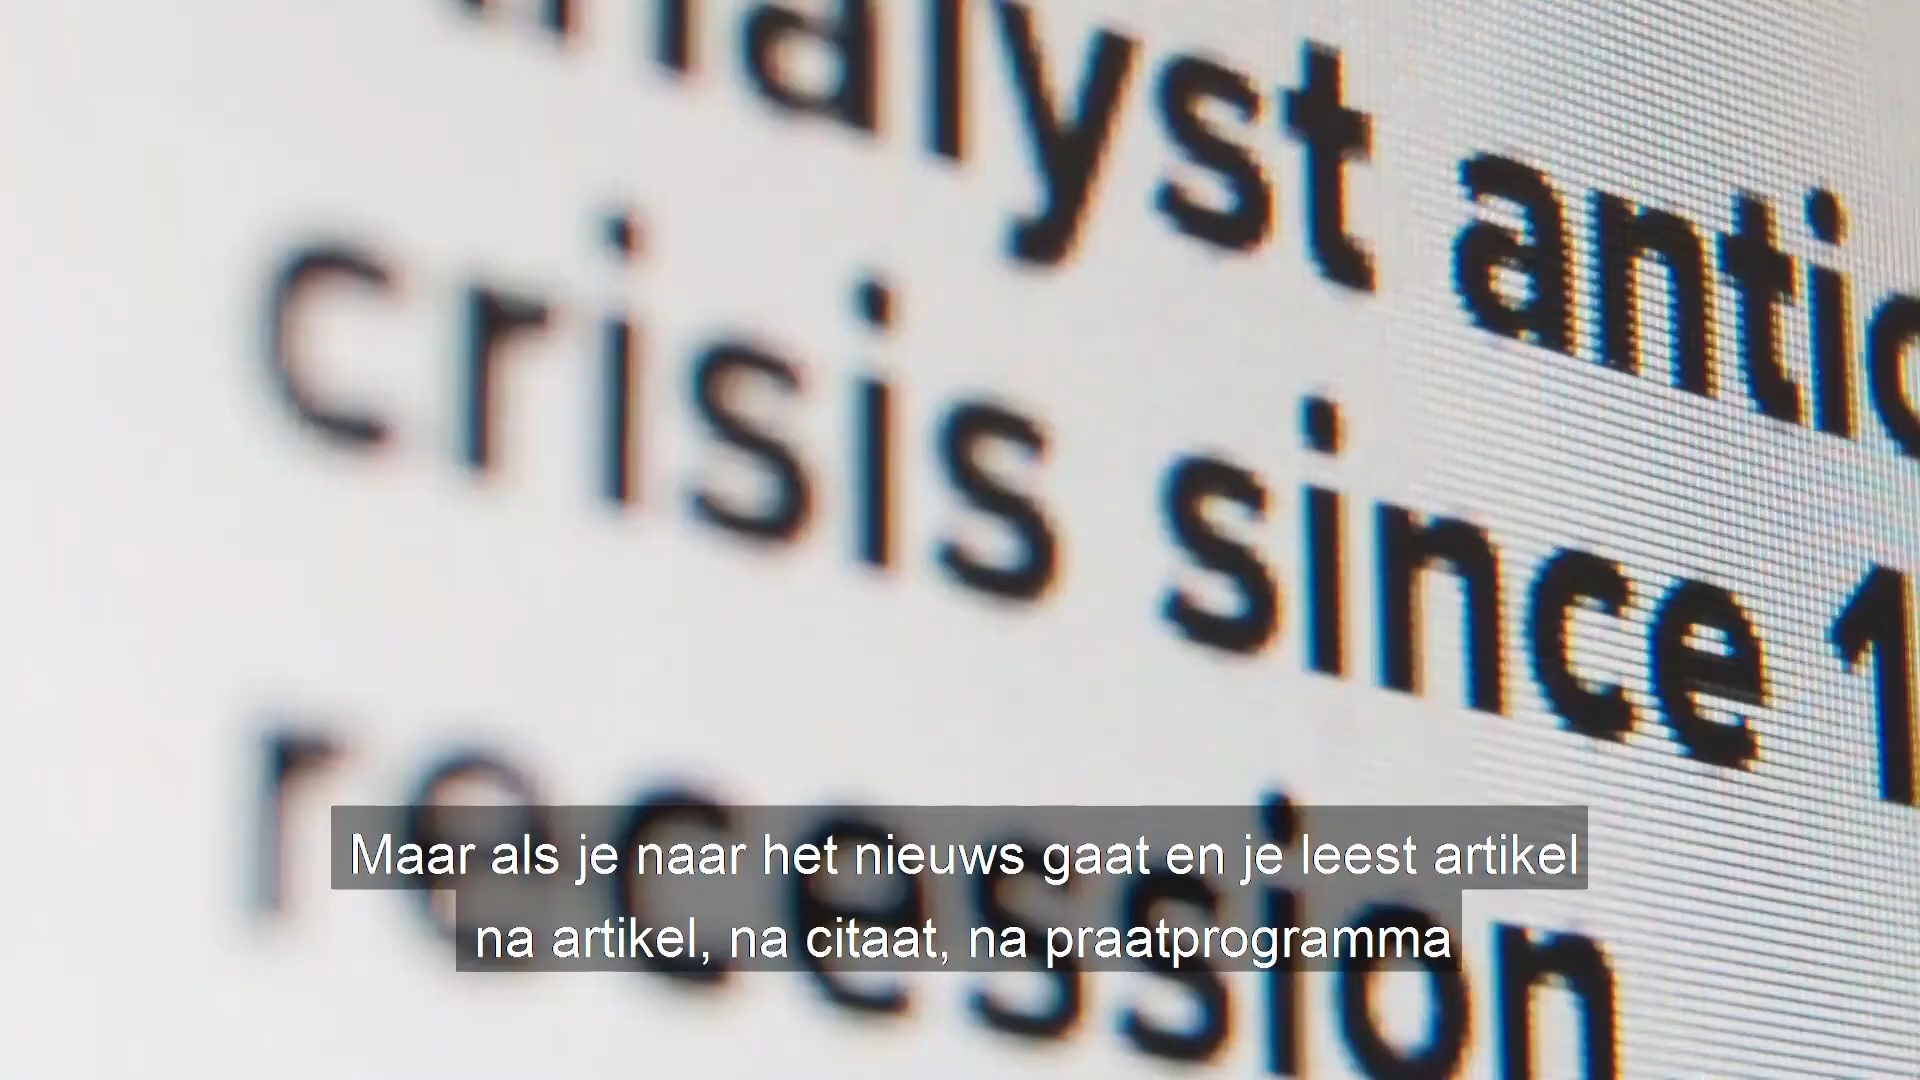 analyst
crisis since
recession
Maar als je naar het nieuws gaat en je leest artikel
na artikel, na citaat, na praatprogramma